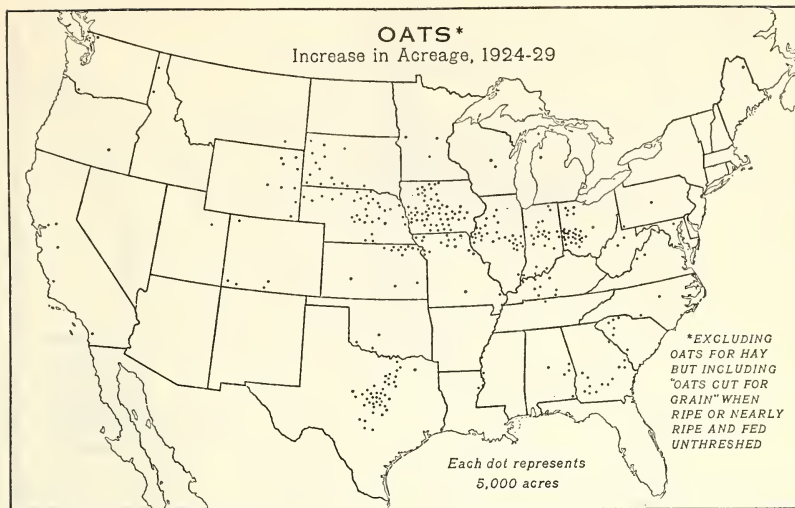 OATS*
Increase in Acreage, 1924-29
*EXCLUDING
OATS FOR HAY
BUT INCLUDING
"OATS CUT FOR
GRAIN" WHEN
RIPE OR NEARLY
RIPE AND FED
UNTHRESHED
Each dot represents
5,000 acres